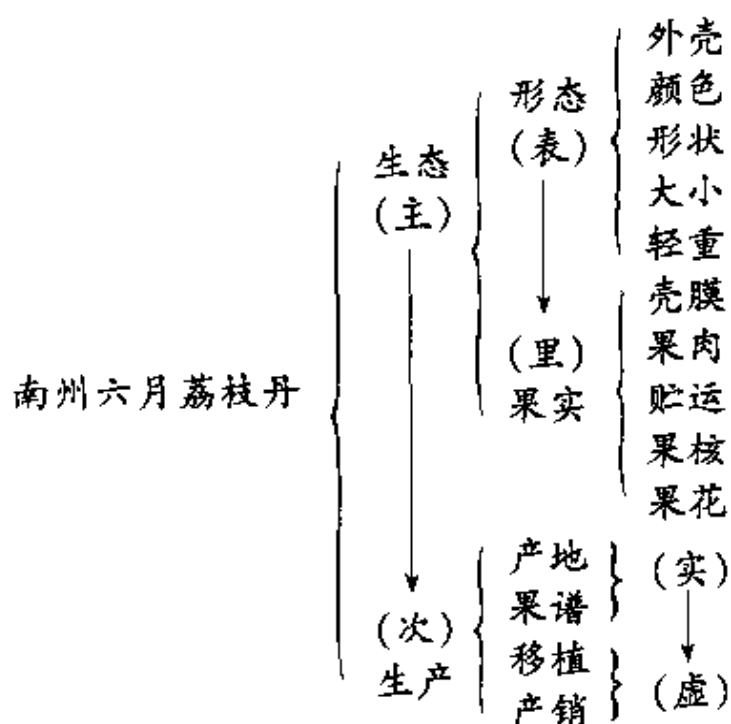 南州六月荔枝丹
生态
(主)
(次)
生产
形态
(表)
(里)
果实
外壳
颜色
形状
大小
轻重
壳膜
果肉
贮运
果核
果花
产地
果谱
移植
产销
(实)
(虚)